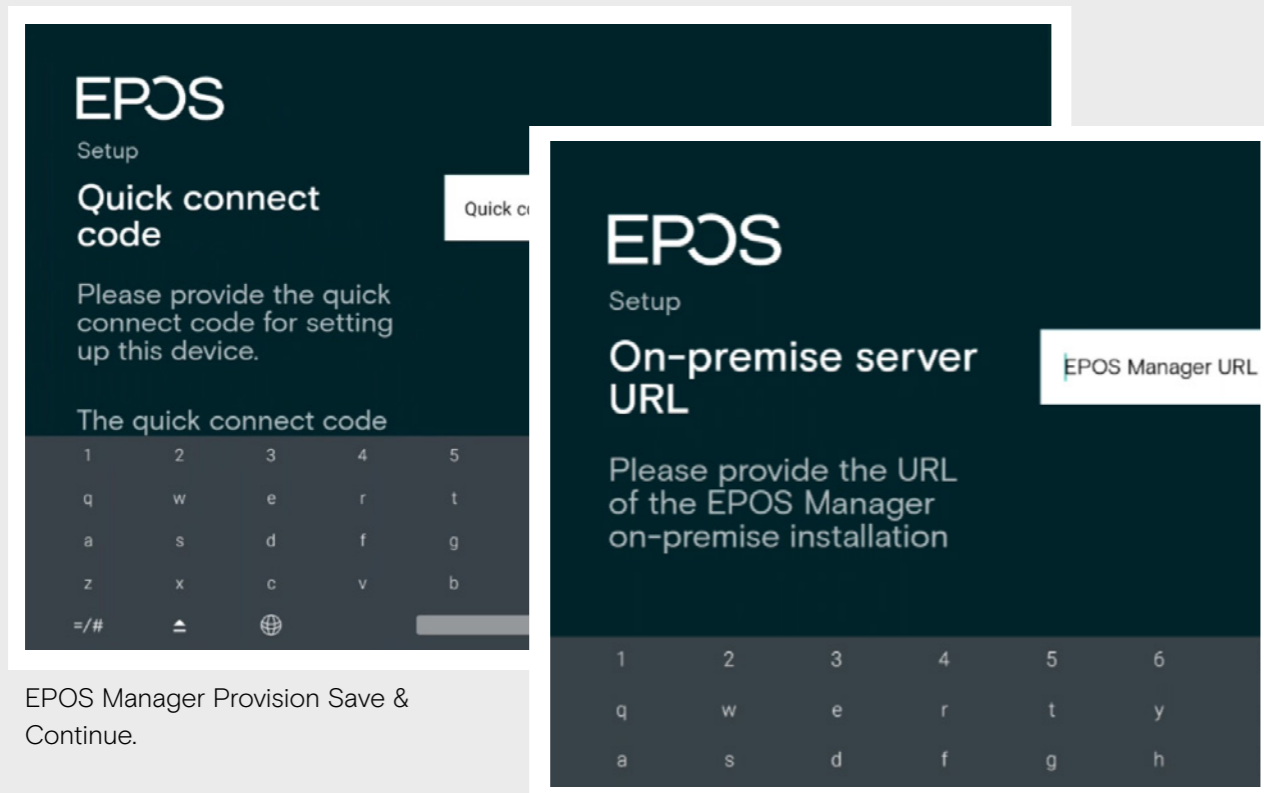 EPOS
Setup
Quick connect
code
Quick c
Please provide the quick
connect code for setting
up this device.
The quick connect code
1 2 3 4 5
q w e r t
a s d f g
z x c v b
=/#
EPOS Manager Provision Save &
Continue.
EPOS
Setup
On-premise server
URL
EPOS Manager URL
Please provide the URL
of the EPOS Manager
on-premise installation
1 2 3 4 5 6
q w e r t y
a s d f g h